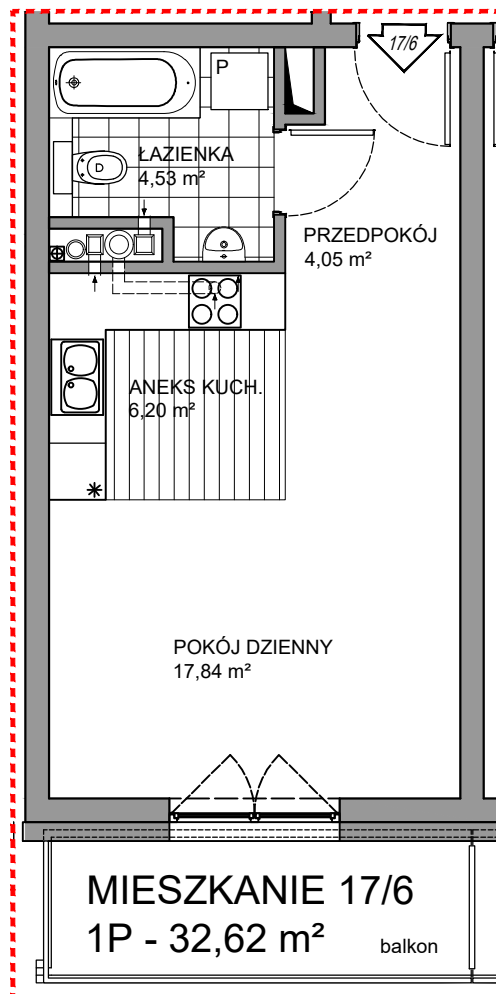 17/6
P
ŁAZIENKA
4,53 m²
PRZEDPOKÓJ
4,05 m²
ANEKS KUCH.
6,20 m²
POKÓJ DZIENNY
17,84 m²
MIESZKANIE 17/6
1P - 32,62 m²
balkon